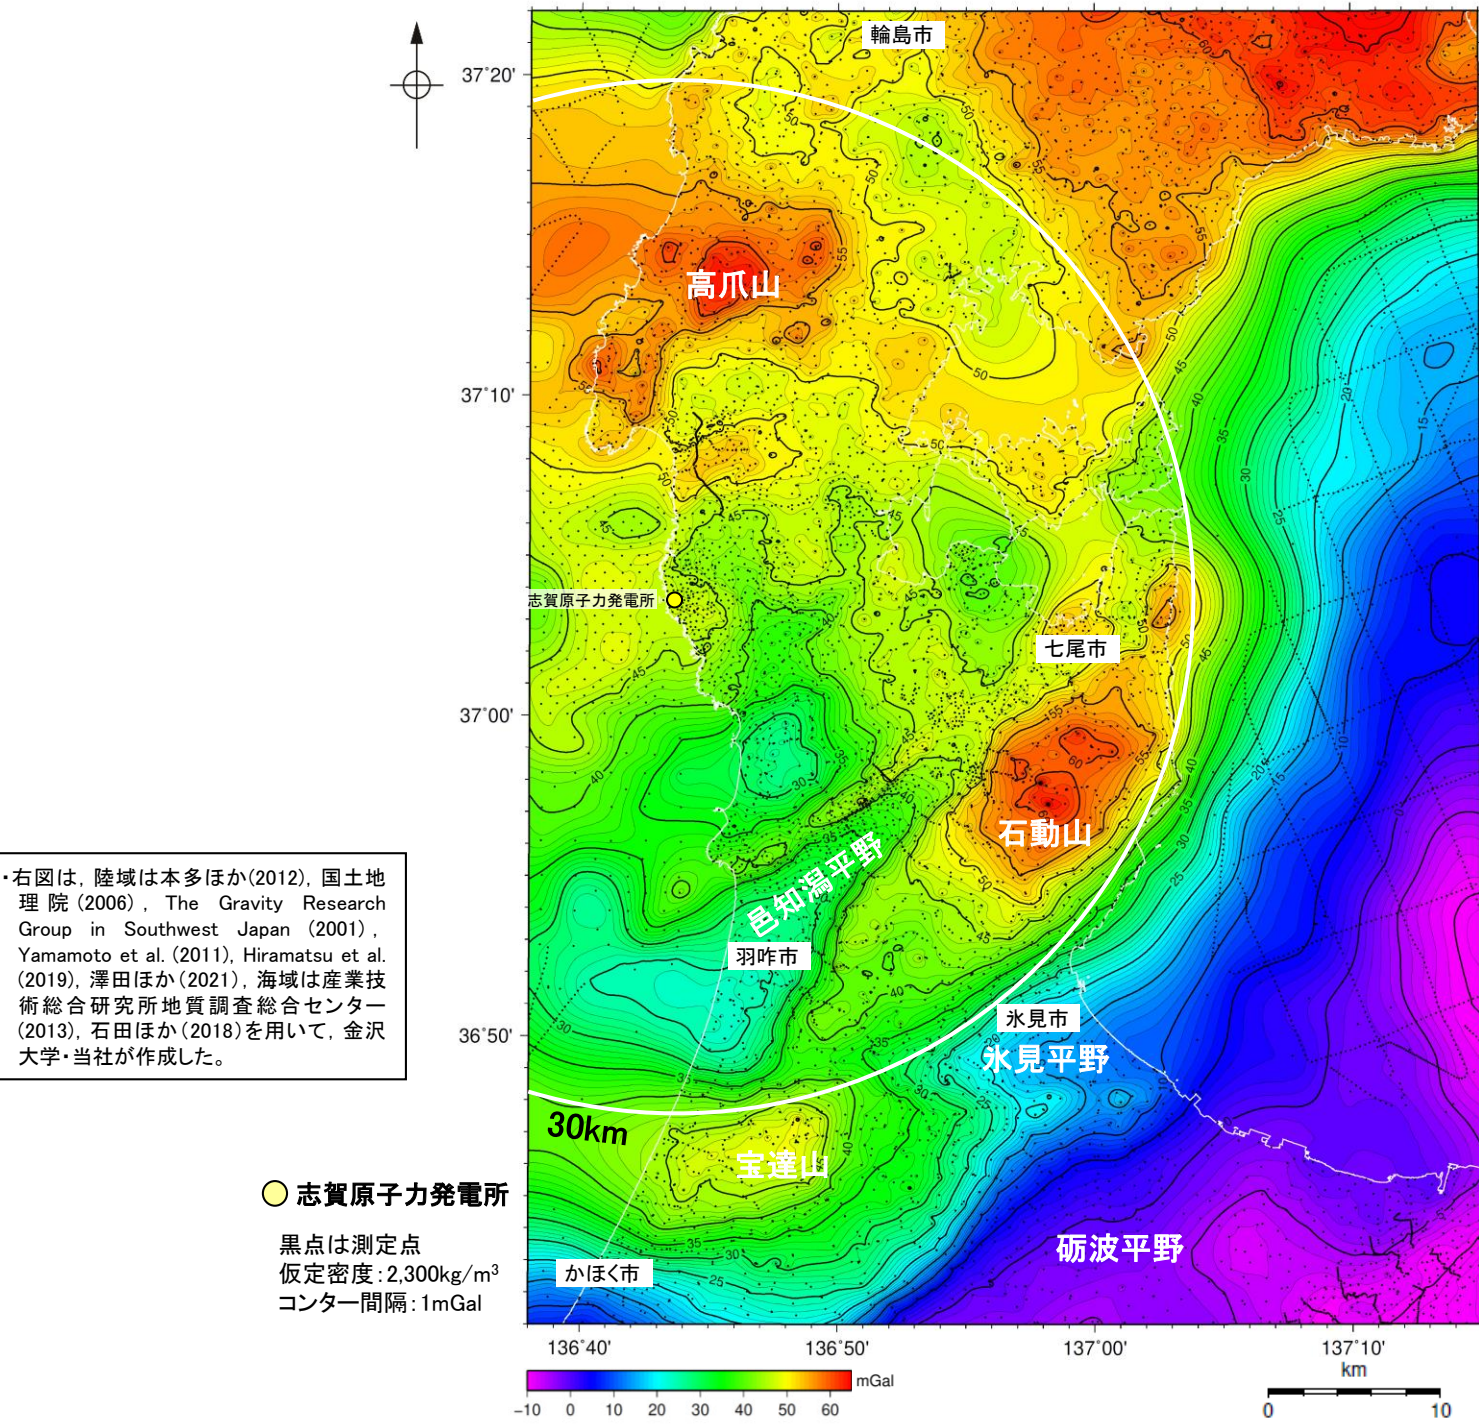 輪島市
37°20'
高爪山
37°10'
志賀原子力発電所
七尾市
37°00'
石動山
邑知潟平野
羽咋市
・右図は，陸域は本多ほか(2012)，国土地
理院(2006)，The Gravity Research
Group in Southwest Japan (2001)，
Yamamoto et al. (2011)，Hiramatsu et al.
(2019)，澤田ほか(2021)，海域は産業技
術総合研究所地質調査総合センター
(2013)，石田ほか(2018)を用いて，金沢
大学・当社が作成した。
氷見市
36°50'
氷見平野
30km
宝達山
志賀原子力発電所
黒点は測定点
仮定密度：2,300kg/m³
コンター間隔：1mGal
砺波平野
かほく市
136°40'
136°50'
137°00'
137°10'
km
mGal
−10 0 10 20 30 40 50 60
0 10